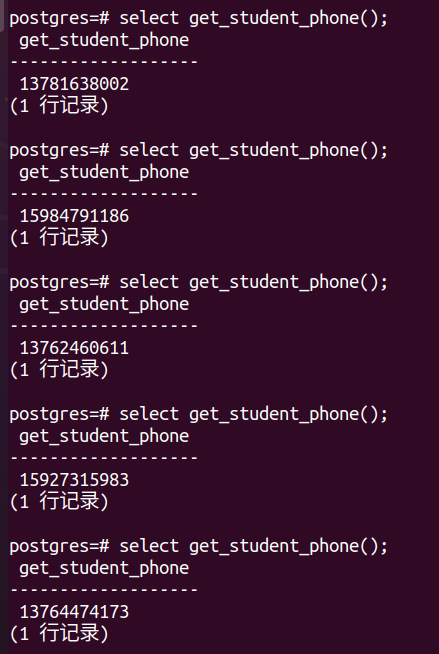 postgres=# select get_student_phone();
 get_student_phone
-------------------
 13781638002
(1 行记录)

postgres=# select get_student_phone();
 get_student_phone
-------------------
 15984791186
(1 行记录)

postgres=# select get_student_phone();
 get_student_phone
-------------------
 13762460611
(1 行记录)

postgres=# select get_student_phone();
 get_student_phone
-------------------
 15927315983
(1 行记录)

postgres=# select get_student_phone();
 get_student_phone
-------------------
 13764474173
(1 行记录)